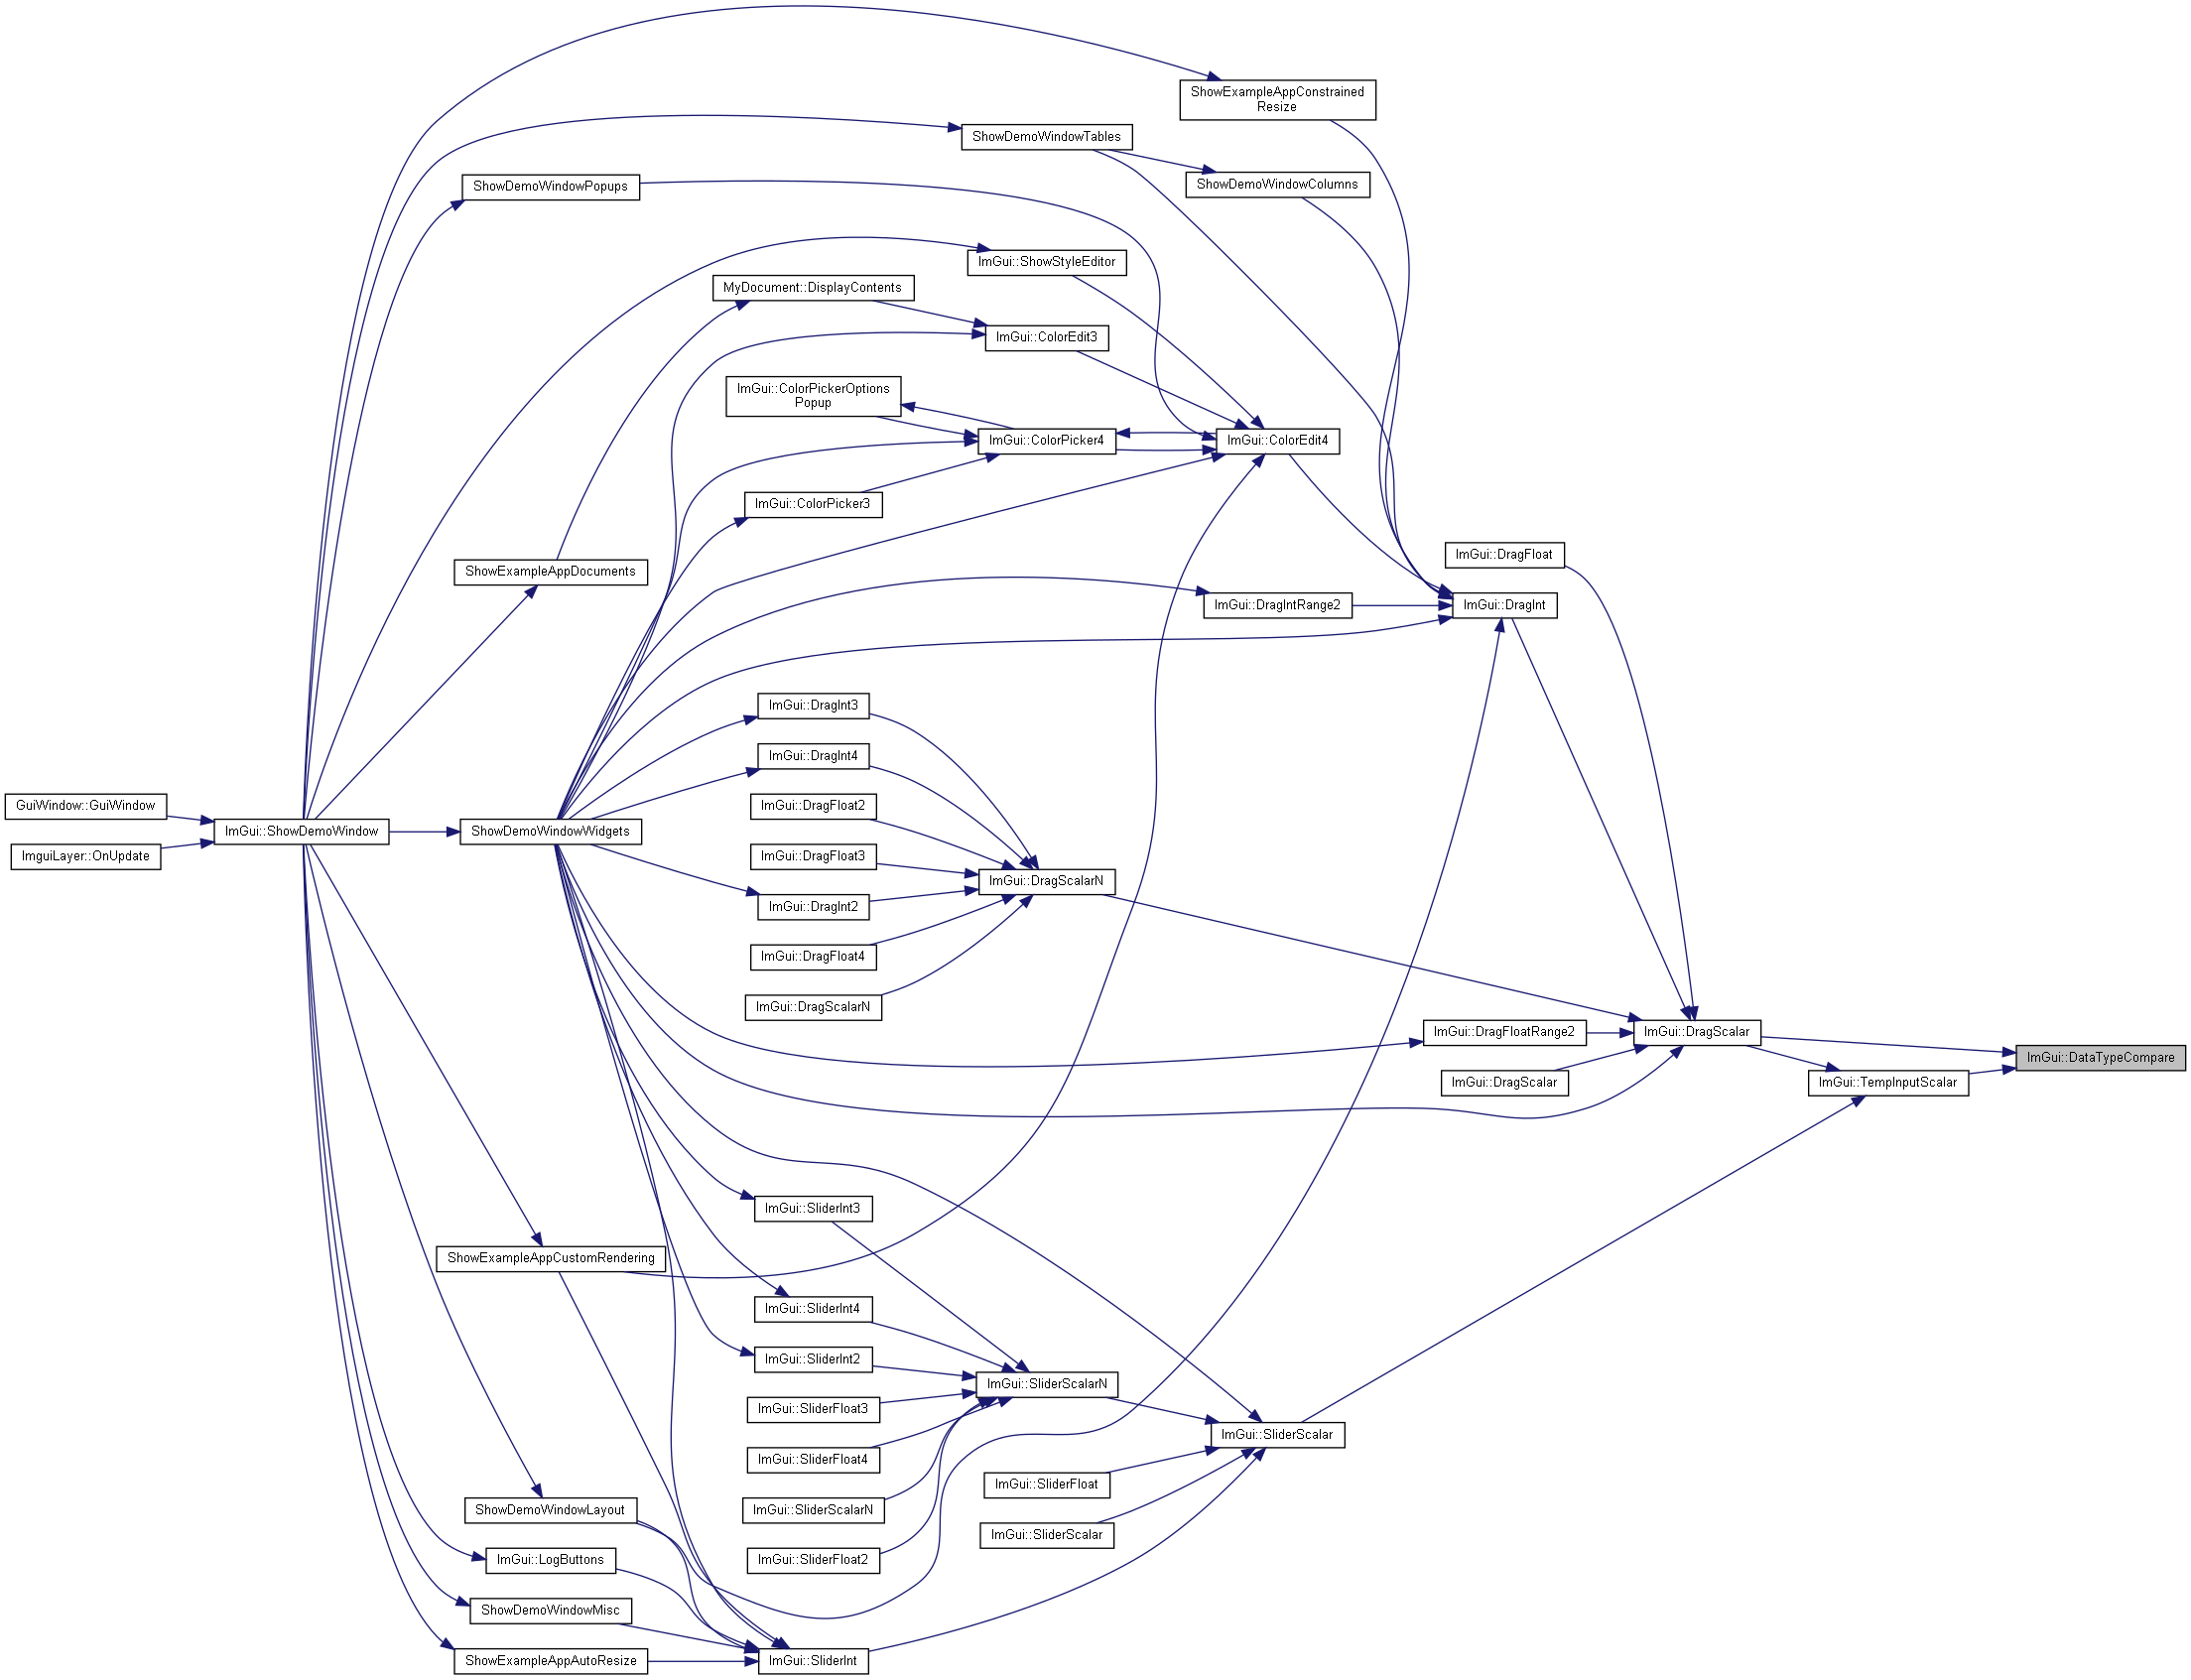 ShowExampleAppConstrained
Resize
ShowDemoWindowTables
ShowDemoWindowPopups
ShowDemoWindowColumns
ImGui::ShowStyleEditor
MyDocument::DisplayContents
ImGui::ColorEdit3
ImGui::ColorPickerOptions
Popup
ImGui::ColorPicker4
ImGui::ColorEdit4
ImGui::ColorPicker3
ImGui::DragFloat
ShowExampleAppDocuments
ImGui::DragIntRange2
ImGui::DragInt
ImGui::DragInt3
ImGui::DragInt4
GuiWindow::GuiWindow
ImGui::DragFloat2
ImGui::ShowDemoWindow
ShowDemoWindowWidgets
ImguiLayer::OnUpdate
ImGui::DragFloat3
ImGui::DragScalarN
ImGui::DragInt2
ImGui::DragFloat4
ImGui::DragScalarN
ImGui::DragFloatRange2
ImGui::DragScalar
ImGui::DataTypeCompare
ImGui::DragScalar
ImGui::TempInputScalar
ImGui::SliderInt3
ShowExampleAppCustomRendering
ImGui::SliderInt4
ImGui::SliderInt2
ImGui::SliderScalarN
ImGui::SliderFloat3
ImGui::SliderScalar
ImGui::SliderFloat4
ImGui::SliderFloat
ShowDemoWindowLayout
ImGui::SliderScalarN
ImGui::SliderScalar
ImGui::LogButtons
ImGui::SliderFloat2
ShowDemoWindowMisc
ShowExampleAppAutoResize
ImGui::SliderInt